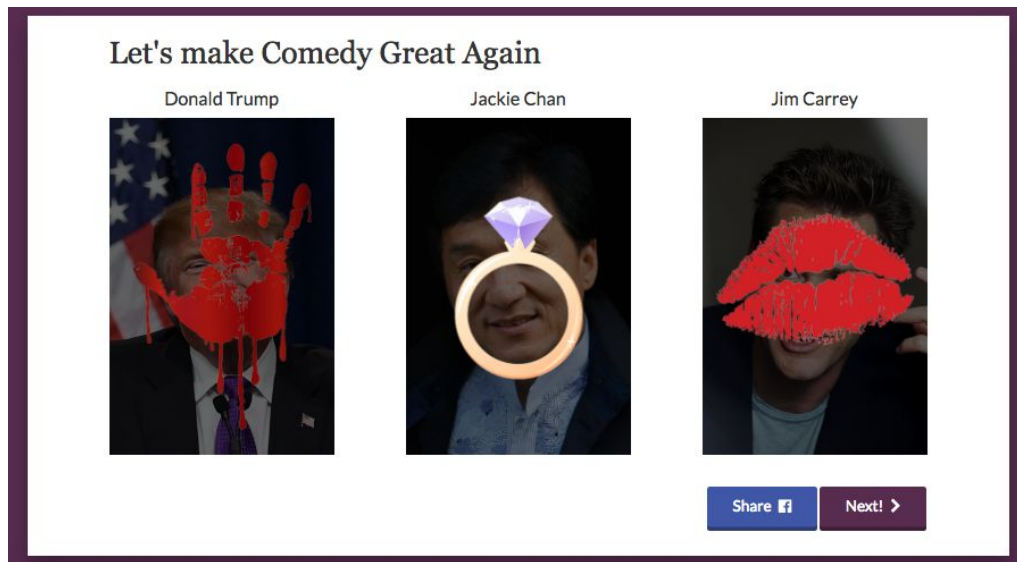 Let's make Comedy Great Again
Donald Trump
Jackie Chan
Jim Carrey
Share
Next!